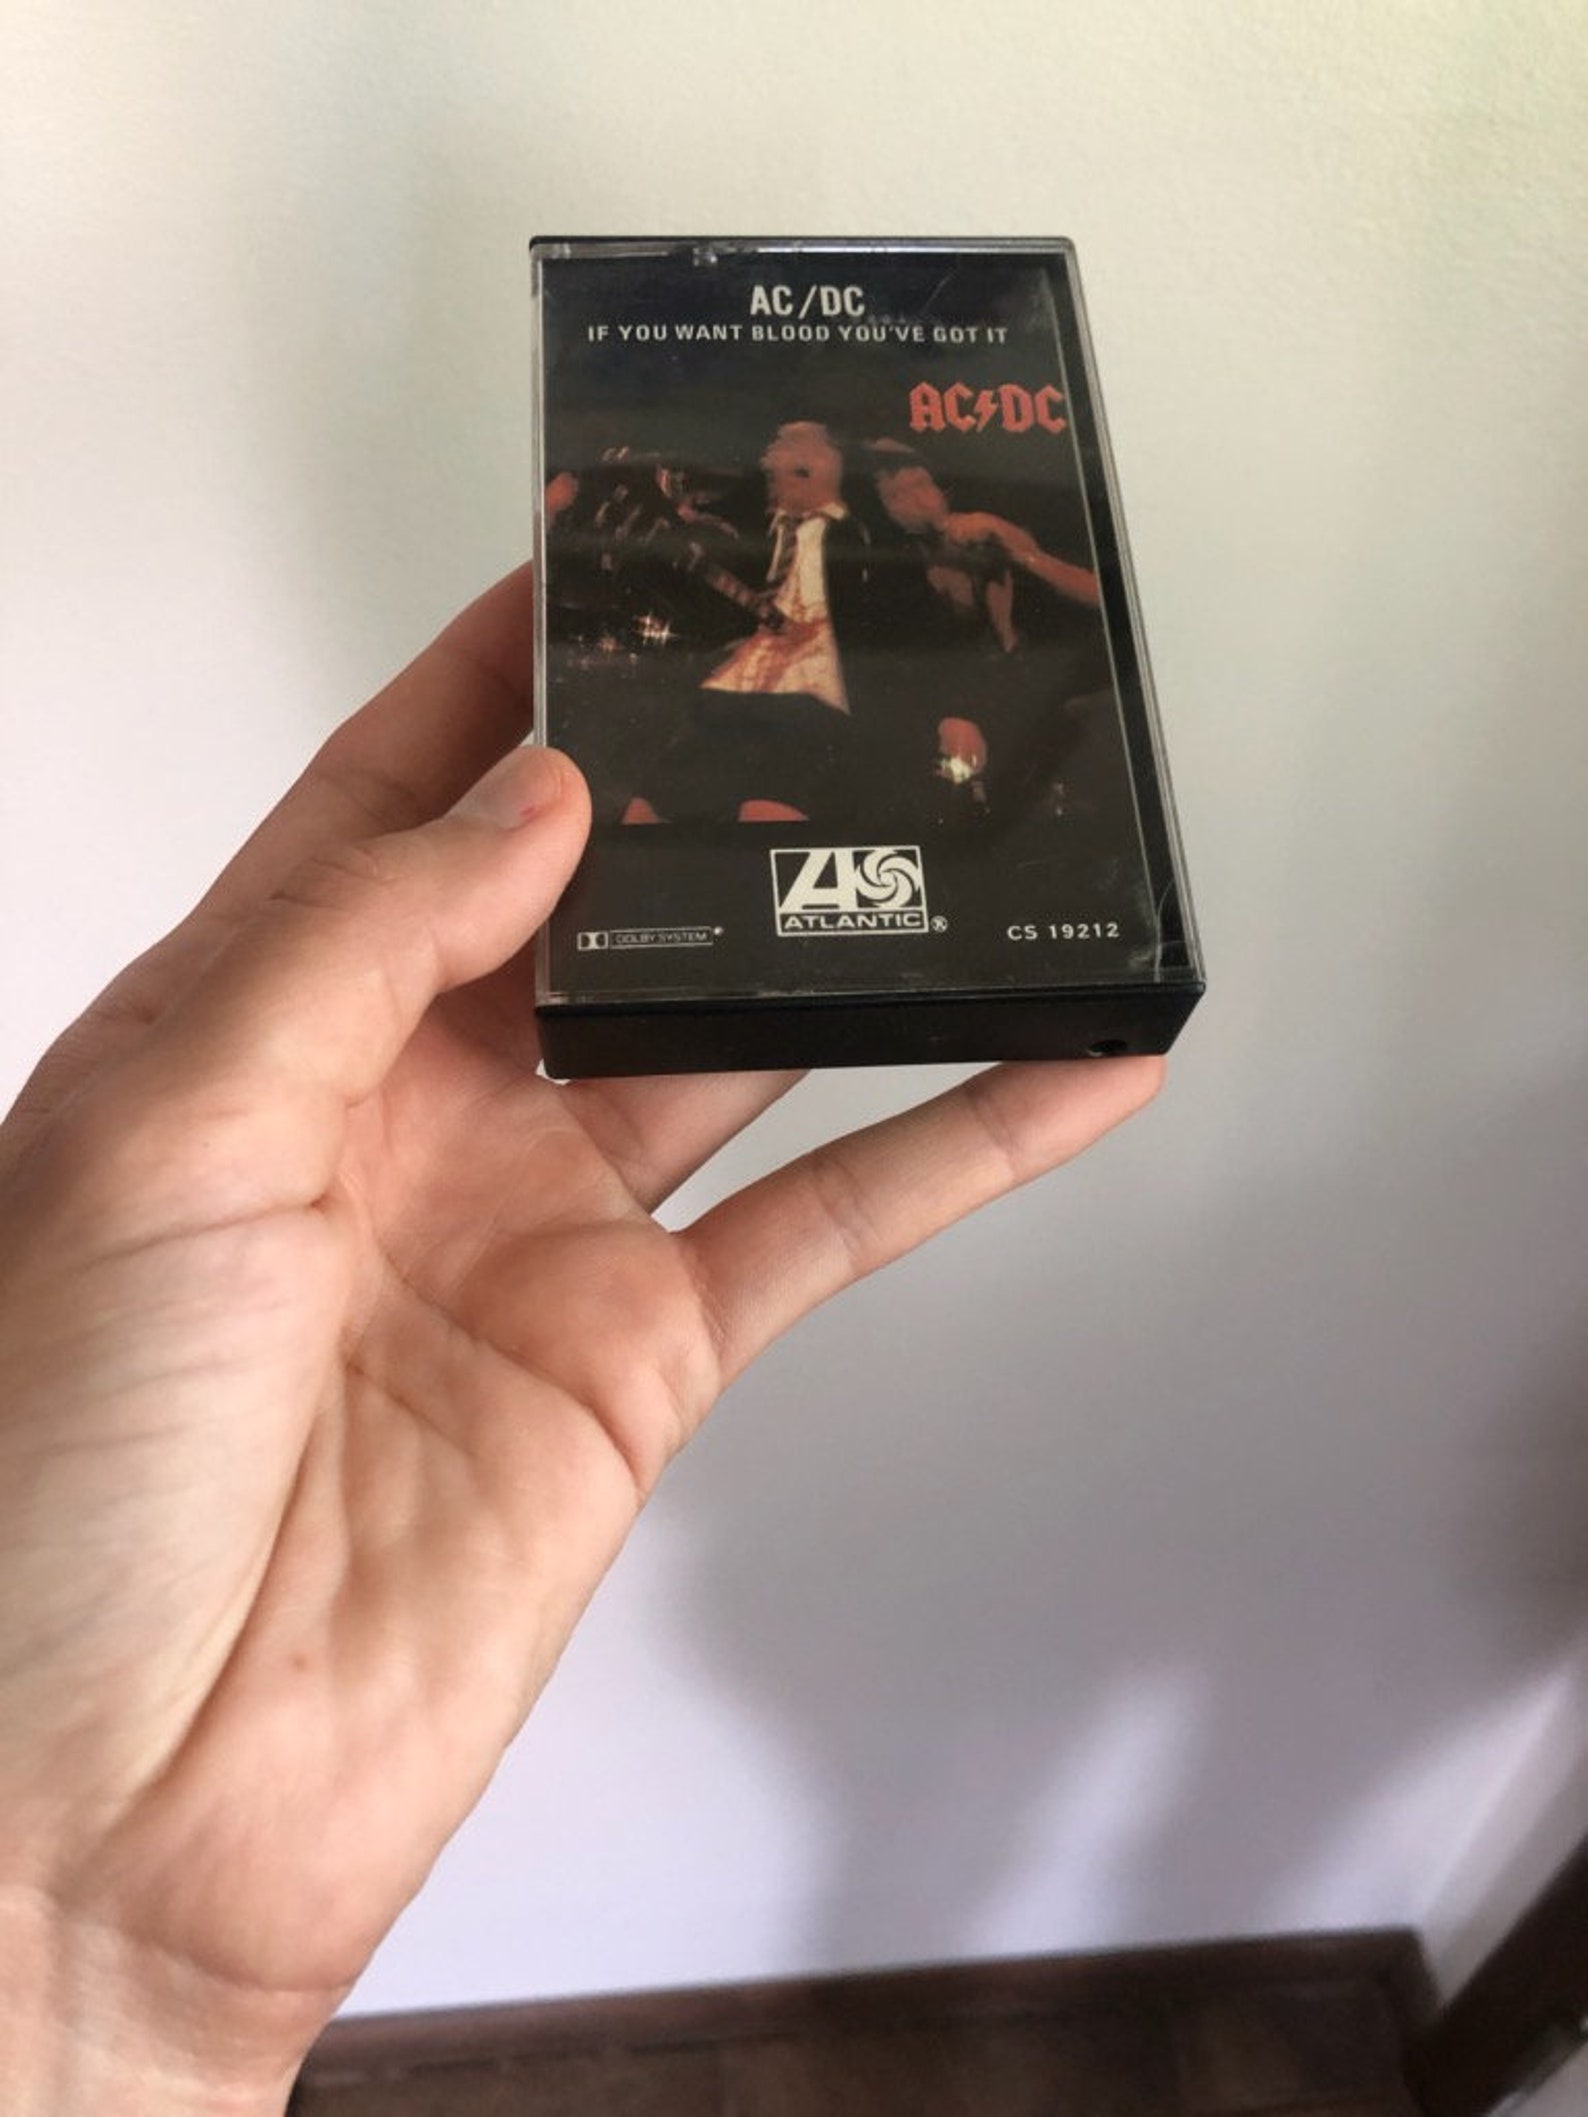 AC/DC
IF YOU WANT BLOOD YOU'VE GOT IT
AC⚡DC
ATLANTIC®
DOLBY SYSTEM®
CS 19212